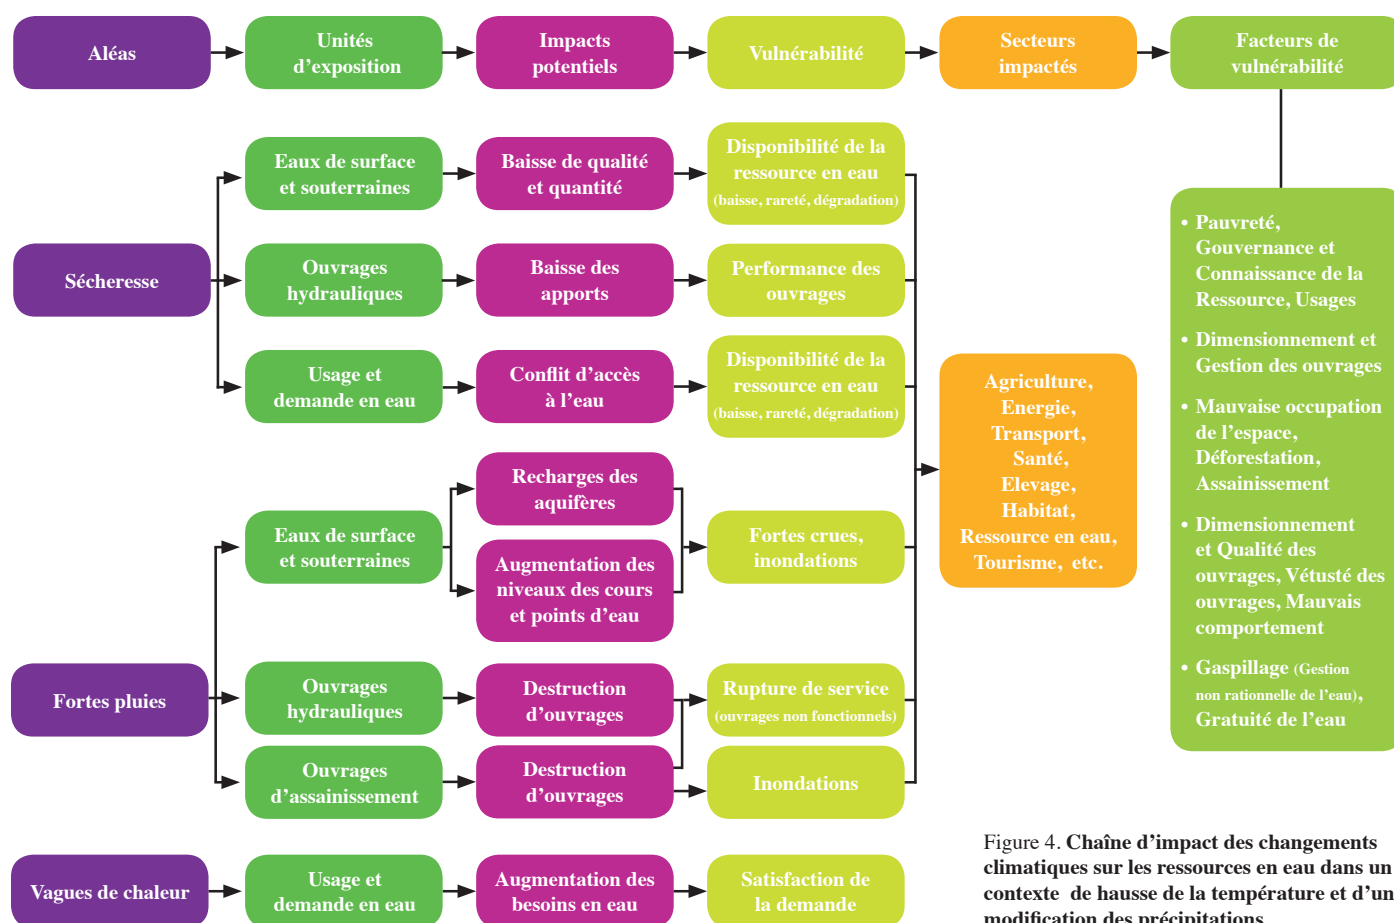 Aléas
Unités
d'exposition
Impacts
potentiels
Vulnérabilité
Secteurs
impactés
Facteurs de
vulnérabilité
Sécheresse
Eaux de surface
et souterraines
Baisse de qualité
et quantité
Disponibilité de la
ressource en eau
(baisse, rareté, dégradation)
Ouvrages
hydrauliques
Baisse des
apports
Performance des
ouvrages
Usage et
demande en eau
Conflit d'accès
à l'eau
Disponibilité de la
ressource en eau
(baisse, rareté, dégradation)
Fortes pluies
Eaux de surface
et souterraines
Recharges des
aquifères
Augmentation des
niveaux des cours
et points d'eau
Fortes crues,
inondations
Ouvrages
hydrauliques
Destruction
d'ouvrages
Rupture de service
(ouvrages non fonctionnels)
Ouvrages
d'assainissement
Destruction
d'ouvrages
Inondations
Vagues de chaleur
Usage et
demande en eau
Augmentation des
besoins en eau
Satisfaction de
la demande
Agriculture,
Energie,
Transport,
Santé,
Elevage,
Habitat,
Ressource en eau,
Tourisme, etc.
• Pauvreté,
Gouvernance et
Connaissance de la
Ressource, Usages
• Dimensionnement et
Gestion des ouvrages
• Mauvaise occupation
de l'espace,
Déforestation,
Assainissement
• Dimensionnement
et Qualité des
ouvrages, Vétusté des
ouvrages, Mauvais
comportement
• Gaspillage (Gestion
non rationnelle de l'eau),
Gratuité de l'eau
Figure 4. Chaîne d'impact des changements
climatiques sur les ressources en eau dans un
contexte de hausse de la température et d'un
modification des précipitations